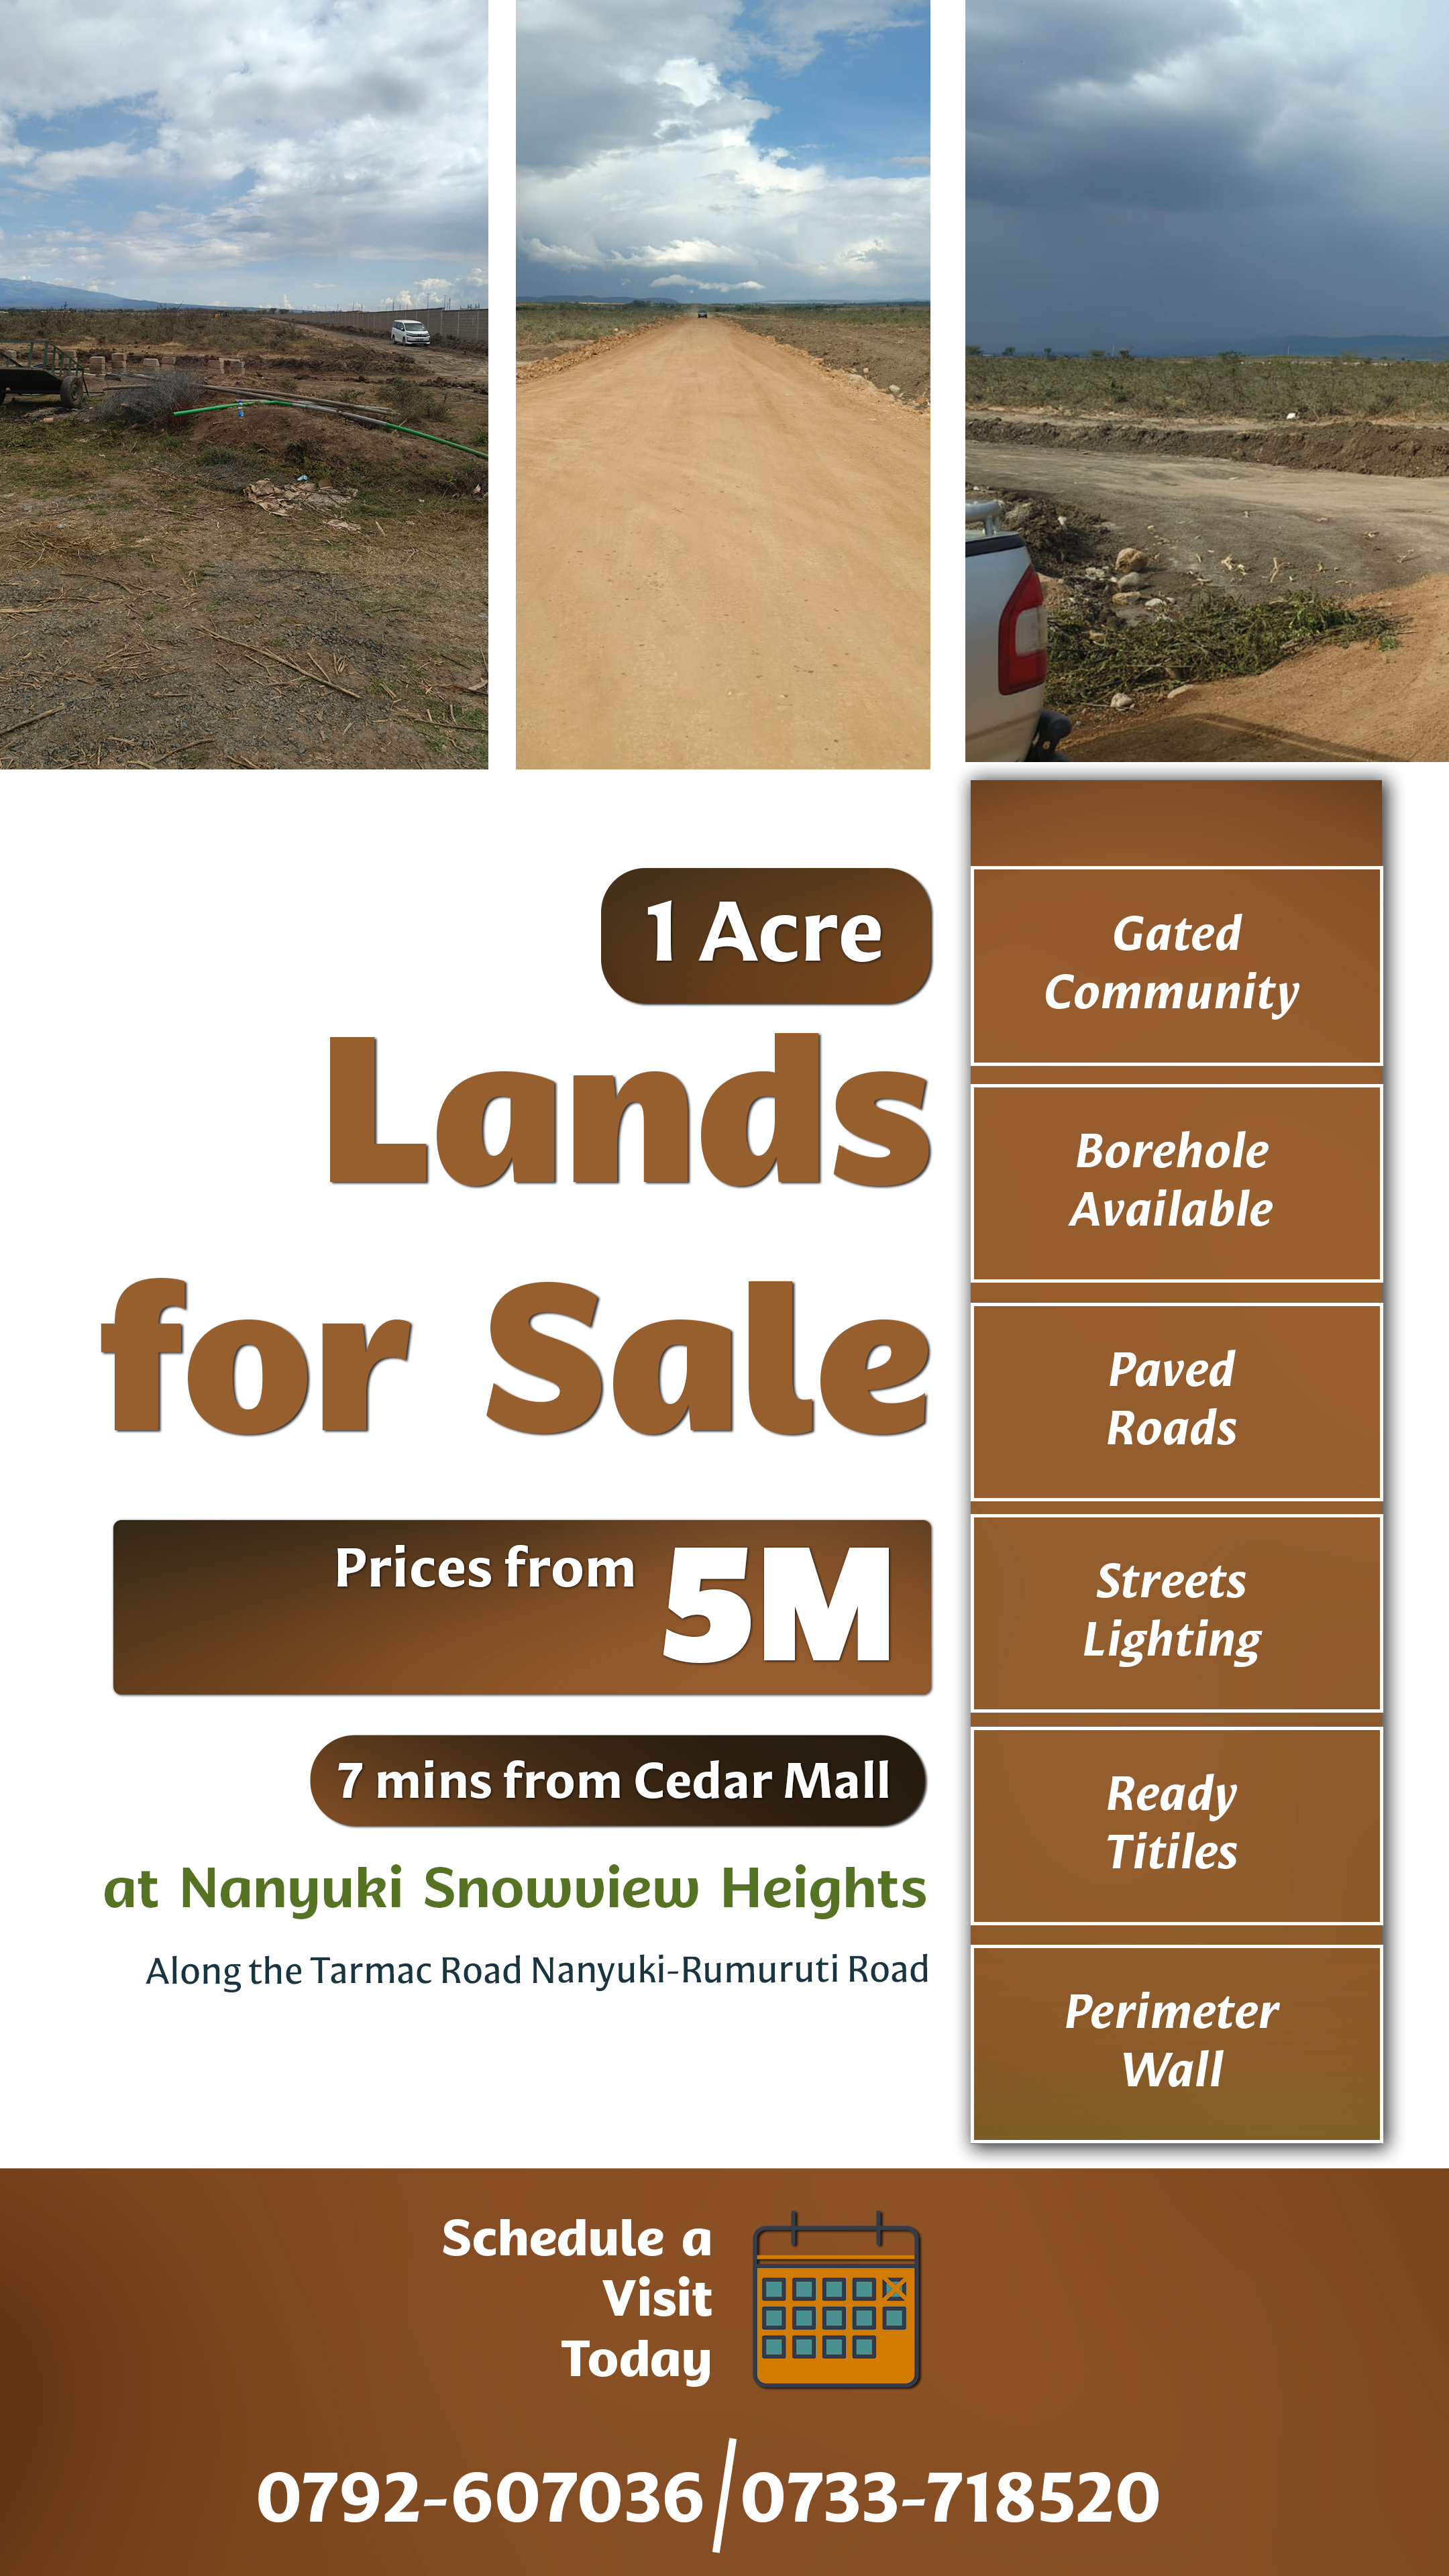 1 Acre
Lands
for Sale
Prices from 5M
7 mins from Cedar Mall
at Nanyuki Snowview Heights
Along the Tarmac Road Nanyuki-Rumuruti Road
Gated
Community
Borehole
Available
Paved
Roads
Streets
Lighting
Ready
Titiles
Perimeter
Wall
Schedule a
Visit
Today
0792-607036/0733-718520